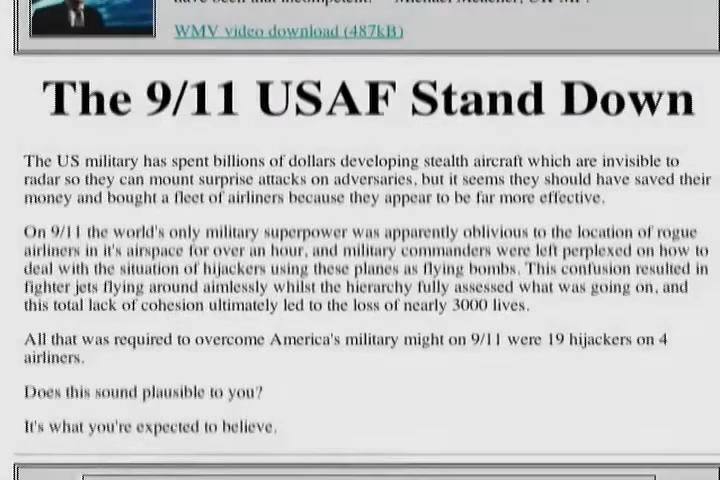 WMV video download (487kB)
The 9/11 USAF Stand Down
The US military has spent billions of dollars developing stealth aircraft which are invisible to
radar so they can mount surprise attacks on adversaries, but it seems they should have saved their
money and bought a fleet of airliners because they appear to be far more effective.
On 9/11 the world's only military superpower was apparently oblivious to the location of rogue
airliners in it's airspace for over an hour, and military commanders were left perplexed on how to
deal with the situation of hijackers using these planes as flying bombs. This confusion resulted in
fighter jets flying around aimlessly whilst the hierarchy fully assessed what was going on, and
this total lack of cohesion ultimately led to the loss of nearly 3000 lives.
All that was required to overcome America's military might on 9/11 were 19 hijackers on 4
airliners.
Does this sound plausible to you?
It's what you're expected to believe.